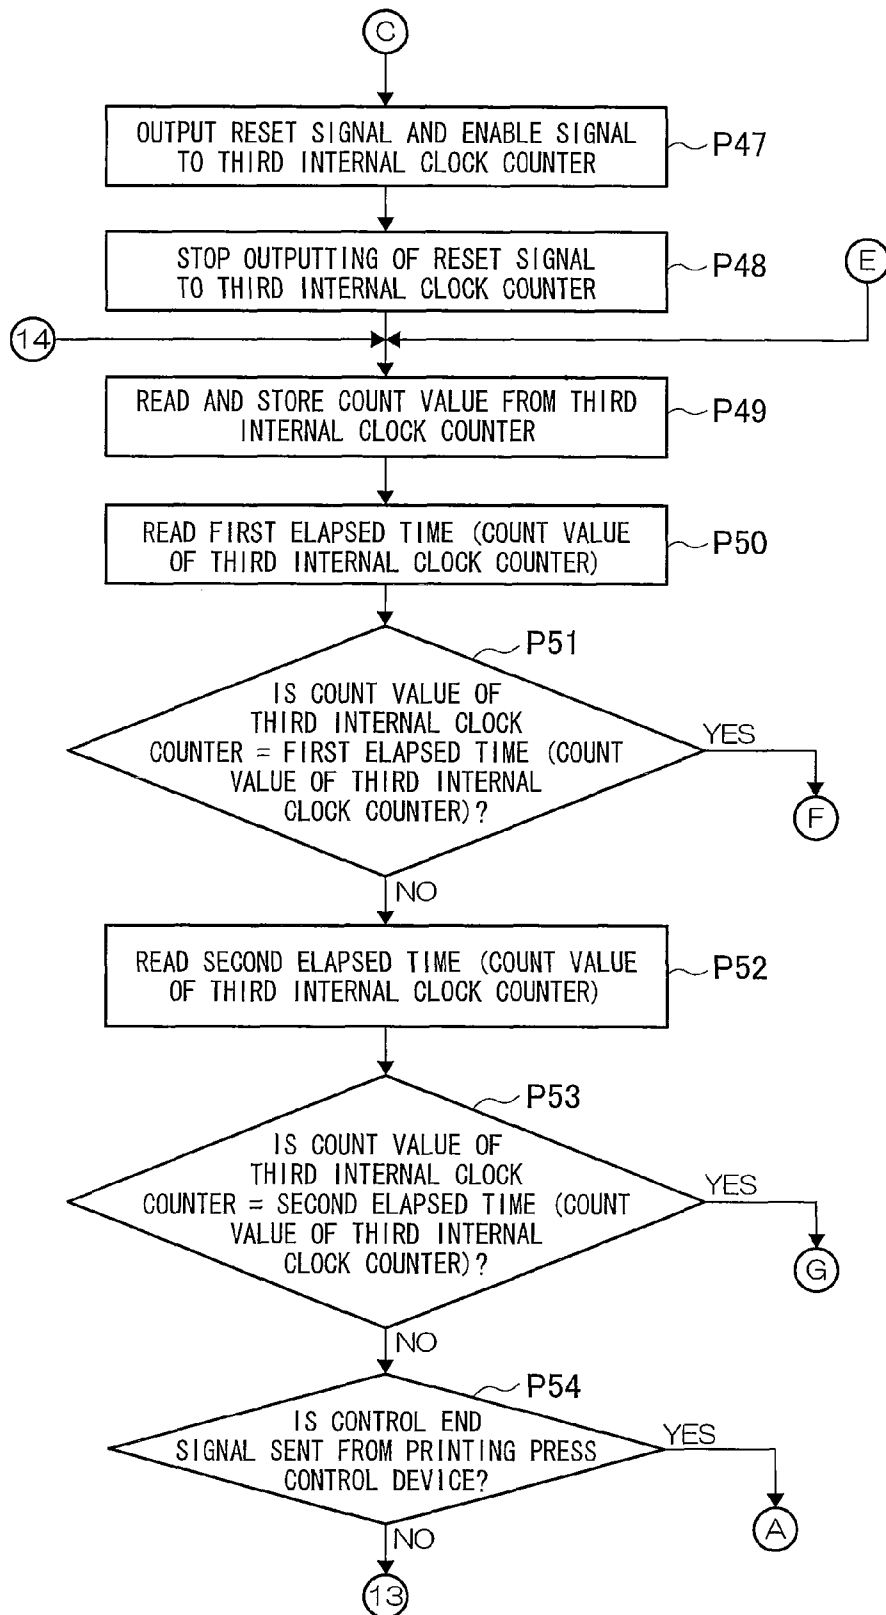 C
OUTPUT RESET SIGNAL AND ENABLE SIGNAL
TO THIRD INTERNAL CLOCK COUNTER
P47
STOP OUTPUTTING OF RESET SIGNAL
TO THIRD INTERNAL CLOCK COUNTER
P48
E
14
READ AND STORE COUNT VALUE FROM THIRD
INTERNAL CLOCK COUNTER
P49
READ FIRST ELAPSED TIME (COUNT VALUE
OF THIRD INTERNAL CLOCK COUNTER)
P50
P51
IS COUNT VALUE OF
THIRD INTERNAL CLOCK
COUNTER = FIRST ELAPSED TIME (COUNT
VALUE OF THIRD INTERNAL
CLOCK COUNTER)?
YES
F
NO
READ SECOND ELAPSED TIME (COUNT VALUE
OF THIRD INTERNAL CLOCK COUNTER)
P52
P53
IS COUNT VALUE OF
THIRD INTERNAL CLOCK
COUNTER = SECOND ELAPSED TIME (COUNT
VALUE OF THIRD INTERNAL
CLOCK COUNTER)?
YES
G
NO
P54
IS CONTROL END
SIGNAL SENT FROM PRINTING PRESS
CONTROL DEVICE?
YES
A
NO
13